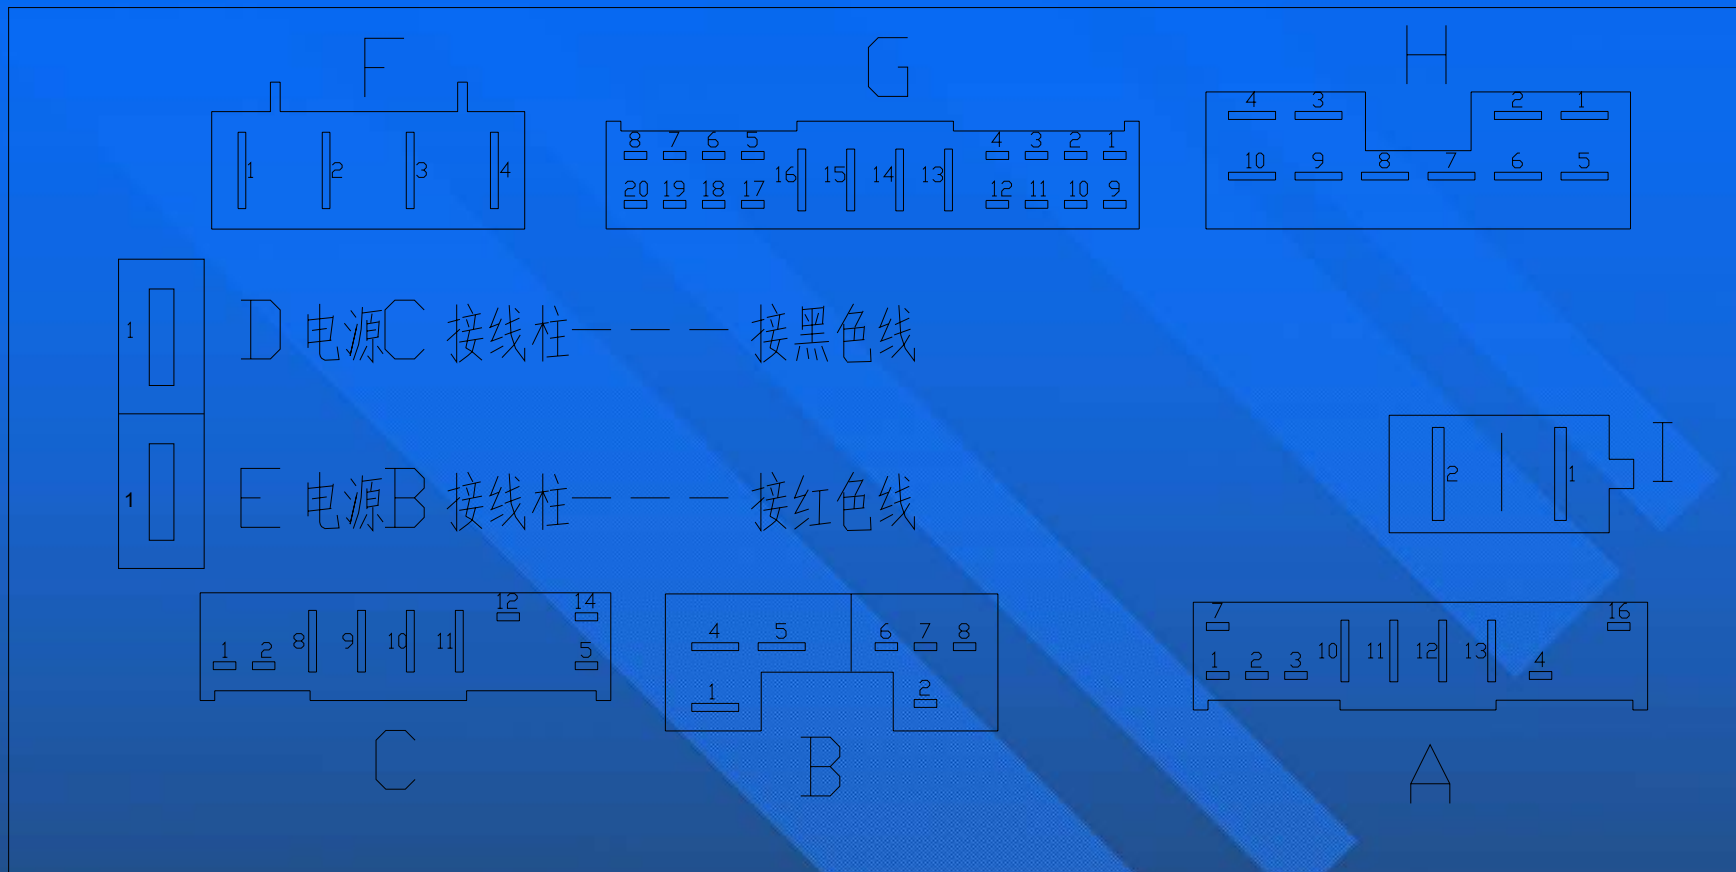 F G H
4 3 2 1
8 7 6 5 4 3 2 1
1 2 3 4
16 15 14 13
10 9 8 7 6 5
20 19 18 17 12 11 10 9
1 D 电源C 接线柱— — — 接黑色线
2 1 I
1 E 电源B 接线柱— — — 接红色线
12 14
7 16
4 5 6 7 8
8 9 10 11
1 2 5
10 11 12 13
1 2 3 4
1 2
C B A